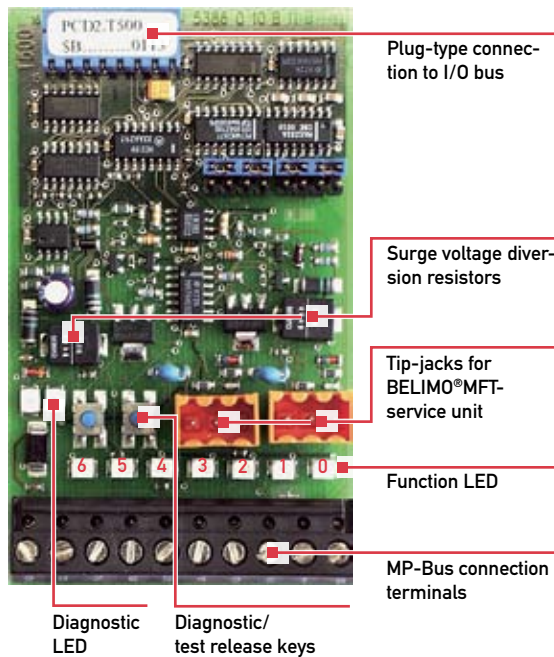 PCD2.T500
Plug-type connec-
tion to I/O bus
Surge voltage diver-
sion resistors
Tip-jacks for
BELIMO®MFT-
service unit
6 5 4 3 2 1 0
Function LED
MP-Bus connection
terminals
Diagnostic
LED
Diagnostic/
test release keys